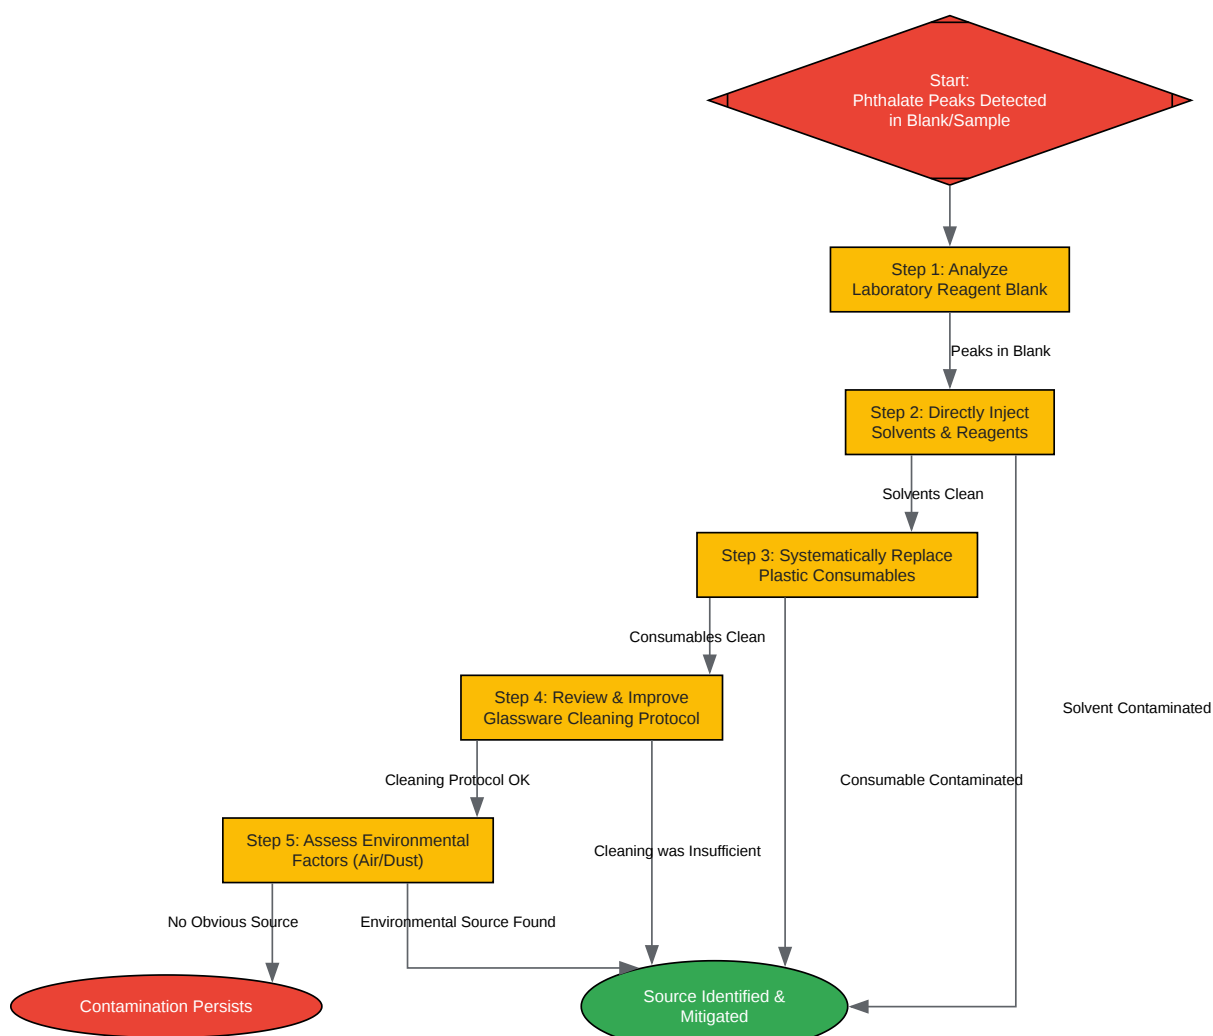 Start:
Phthalate Peaks Detected
in Blank/Sample
Step 1: Analyze
Laboratory Reagent Blank
Peaks in Blank
Step 2: Directly Inject
Solvents & Reagents
Solvents Clean
Step 3: Systematically Replace
Plastic Consumables
Consumables Clean
Step 4: Review & Improve
Glassware Cleaning Protocol
Solvent Contaminated
Cleaning Protocol OK
Consumable Contaminated
Step 5: Assess Environmental
Factors (Air/Dust)
Cleaning was Insufficient
No Obvious Source
Environmental Source Found
Contamination Persists
Source Identified &
Mitigated